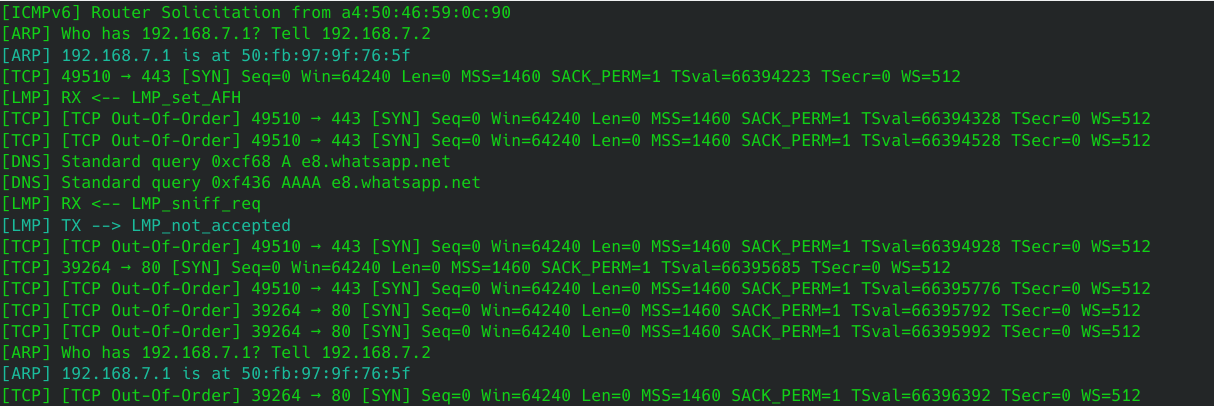 [ICMPv6] Router Solicitation from a4:50:46:59:0c:90
[ARP] Who has 192.168.7.1? Tell 192.168.7.2
[ARP] 192.168.7.1 is at 50:fb:97:9f:76:5f
[TCP] 49510 → 443 [SYN] Seq=0 Win=64240 Len=0 MSS=1460 SACK_PERM=1 TSval=66394223 TSecr=0 WS=512
[LMP] RX <-- LMP_set_AFH
[TCP] [TCP Out-Of-Order] 49510 → 443 [SYN] Seq=0 Win=64240 Len=0 MSS=1460 SACK_PERM=1 TSval=66394328 TSecr=0 WS=512
[TCP] [TCP Out-Of-Order] 49510 → 443 [SYN] Seq=0 Win=64240 Len=0 MSS=1460 SACK_PERM=1 TSval=66394528 TSecr=0 WS=512
[DNS] Standard query 0xcf68 A e8.whatsapp.net
[DNS] Standard query 0xf436 AAAA e8.whatsapp.net
[LMP] RX <-- LMP_sniff_req
[LMP] TX --> LMP_not_accepted
[TCP] [TCP Out-Of-Order] 49510 → 443 [SYN] Seq=0 Win=64240 Len=0 MSS=1460 SACK_PERM=1 TSval=66394928 TSecr=0 WS=512
[TCP] 39264 → 80 [SYN] Seq=0 Win=64240 Len=0 MSS=1460 SACK_PERM=1 TSval=66395685 TSecr=0 WS=512
[TCP] [TCP Out-Of-Order] 49510 → 443 [SYN] Seq=0 Win=64240 Len=0 MSS=1460 SACK_PERM=1 TSval=66395776 TSecr=0 WS=512
[TCP] [TCP Out-Of-Order] 39264 → 80 [SYN] Seq=0 Win=64240 Len=0 MSS=1460 SACK_PERM=1 TSval=66395792 TSecr=0 WS=512
[TCP] [TCP Out-Of-Order] 39264 → 80 [SYN] Seq=0 Win=64240 Len=0 MSS=1460 SACK_PERM=1 TSval=66395992 TSecr=0 WS=512
[ARP] Who has 192.168.7.1? Tell 192.168.7.2
[ARP] 192.168.7.1 is at 50:fb:97:9f:76:5f
[TCP] [TCP Out-Of-Order] 39264 → 80 [SYN] Seq=0 Win=64240 Len=0 MSS=1460 SACK_PERM=1 TSval=66396392 TSecr=0 WS=512